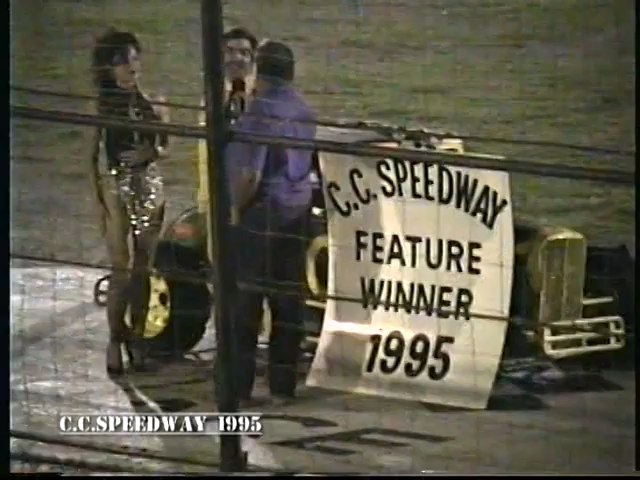 C.C. SPEEDWAY
FEATURE
WINNER
1995
C.C.SPEEDWAY 1995